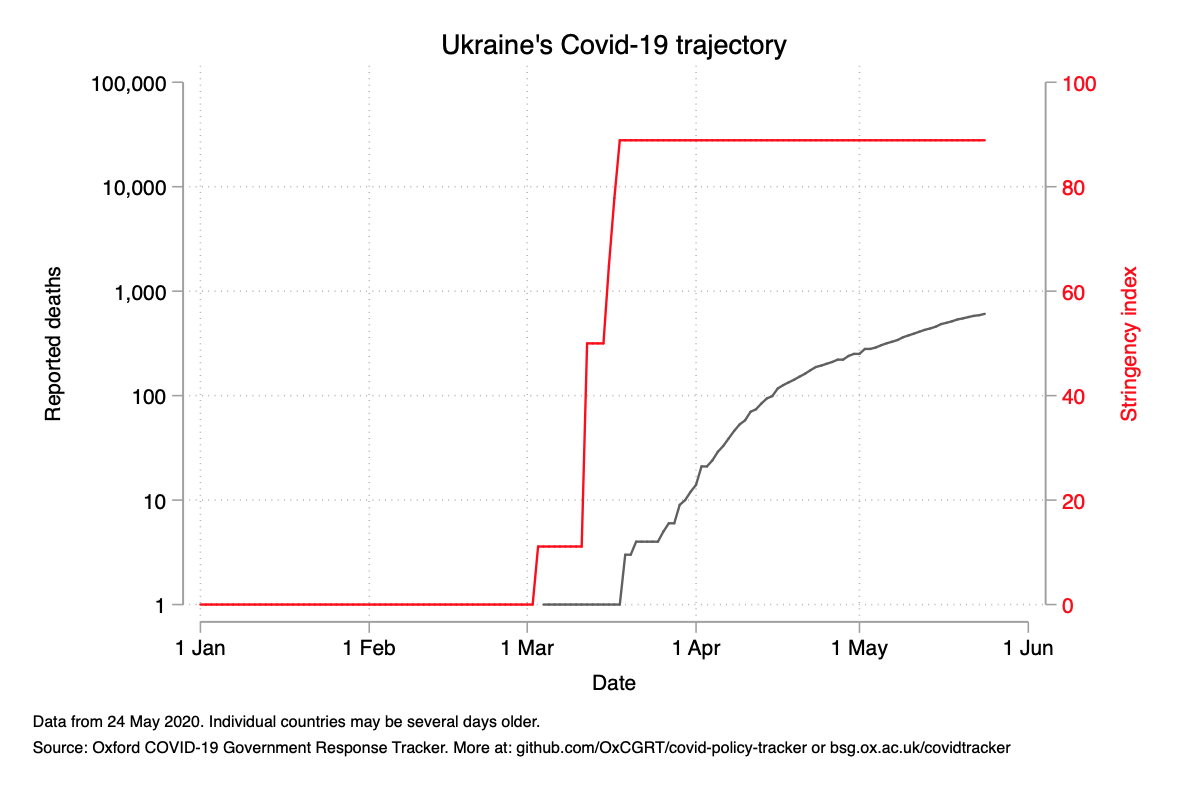 Ukraine's Covid-19 trajectory
100,000
10,000
1,000
100
10
1
Reported deaths
100
80
60
40
20
0
Stringency index
1 Jan
1 Feb
1 Mar
1 Apr
1 May
1 Jun
Date
Data from 24 May 2020. Individual countries may be several days older.
Source: Oxford COVID-19 Government Response Tracker. More at: github.com/OxCGRT/covid-policy-tracker or bsg.ox.ac.uk/covidtracker